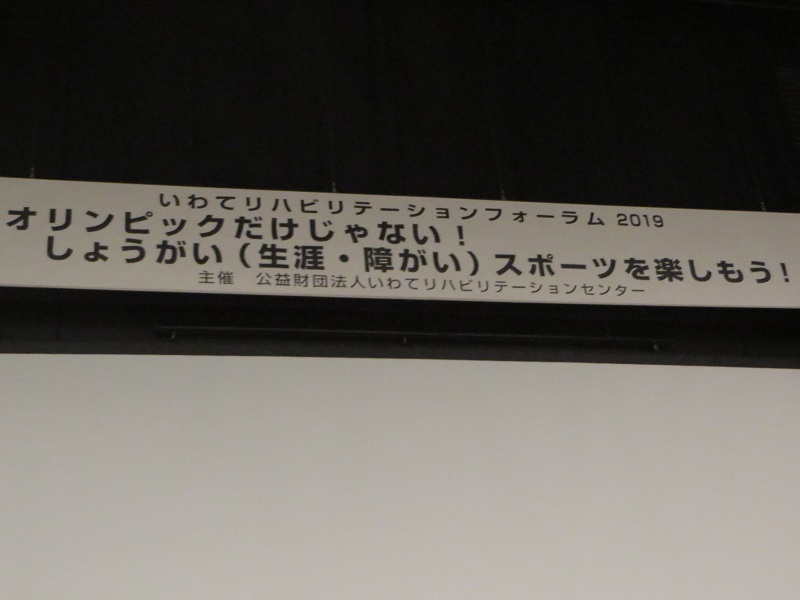 いわてリハビリテーションフォーラム 2019
オリンピックだけじゃない!
しょうがい(生涯・障がい)スポーツを楽しもう!
主催 公益財団法人いわてリハビリテーションセンター